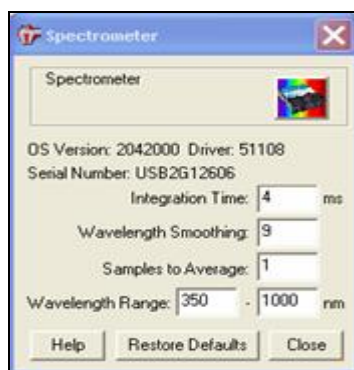 Spectrometer
Spectrometer
OS Version: 2042000 Driver: 51108
Serial Number: USB2G12606
Integration Time: 4 ms
Wavelength Smoothing: 9
Samples to Average: 1
Wavelength Range: 350 - 1000 nm
Help Restore Defaults Close